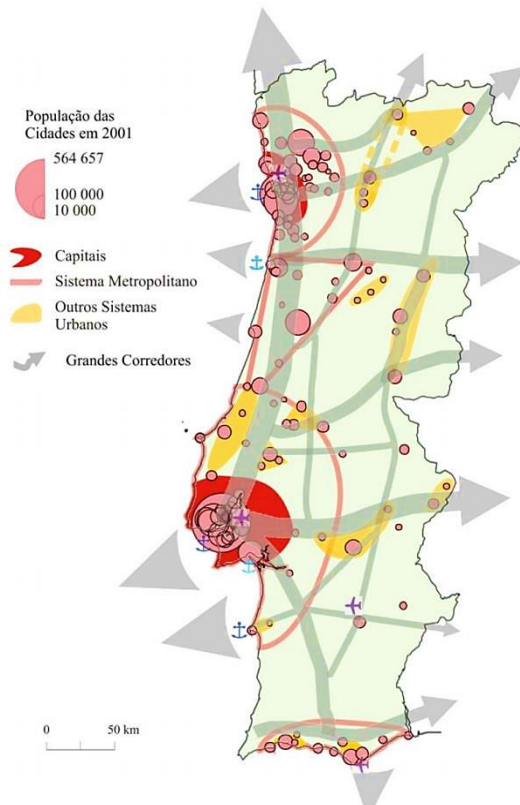 População das
Cidades em 2001
564 657
100 000
10 000
Capitais
Sistema Metropolitano
Outros Sistemas
Urbanos
Grandes Corredores
0 50 km